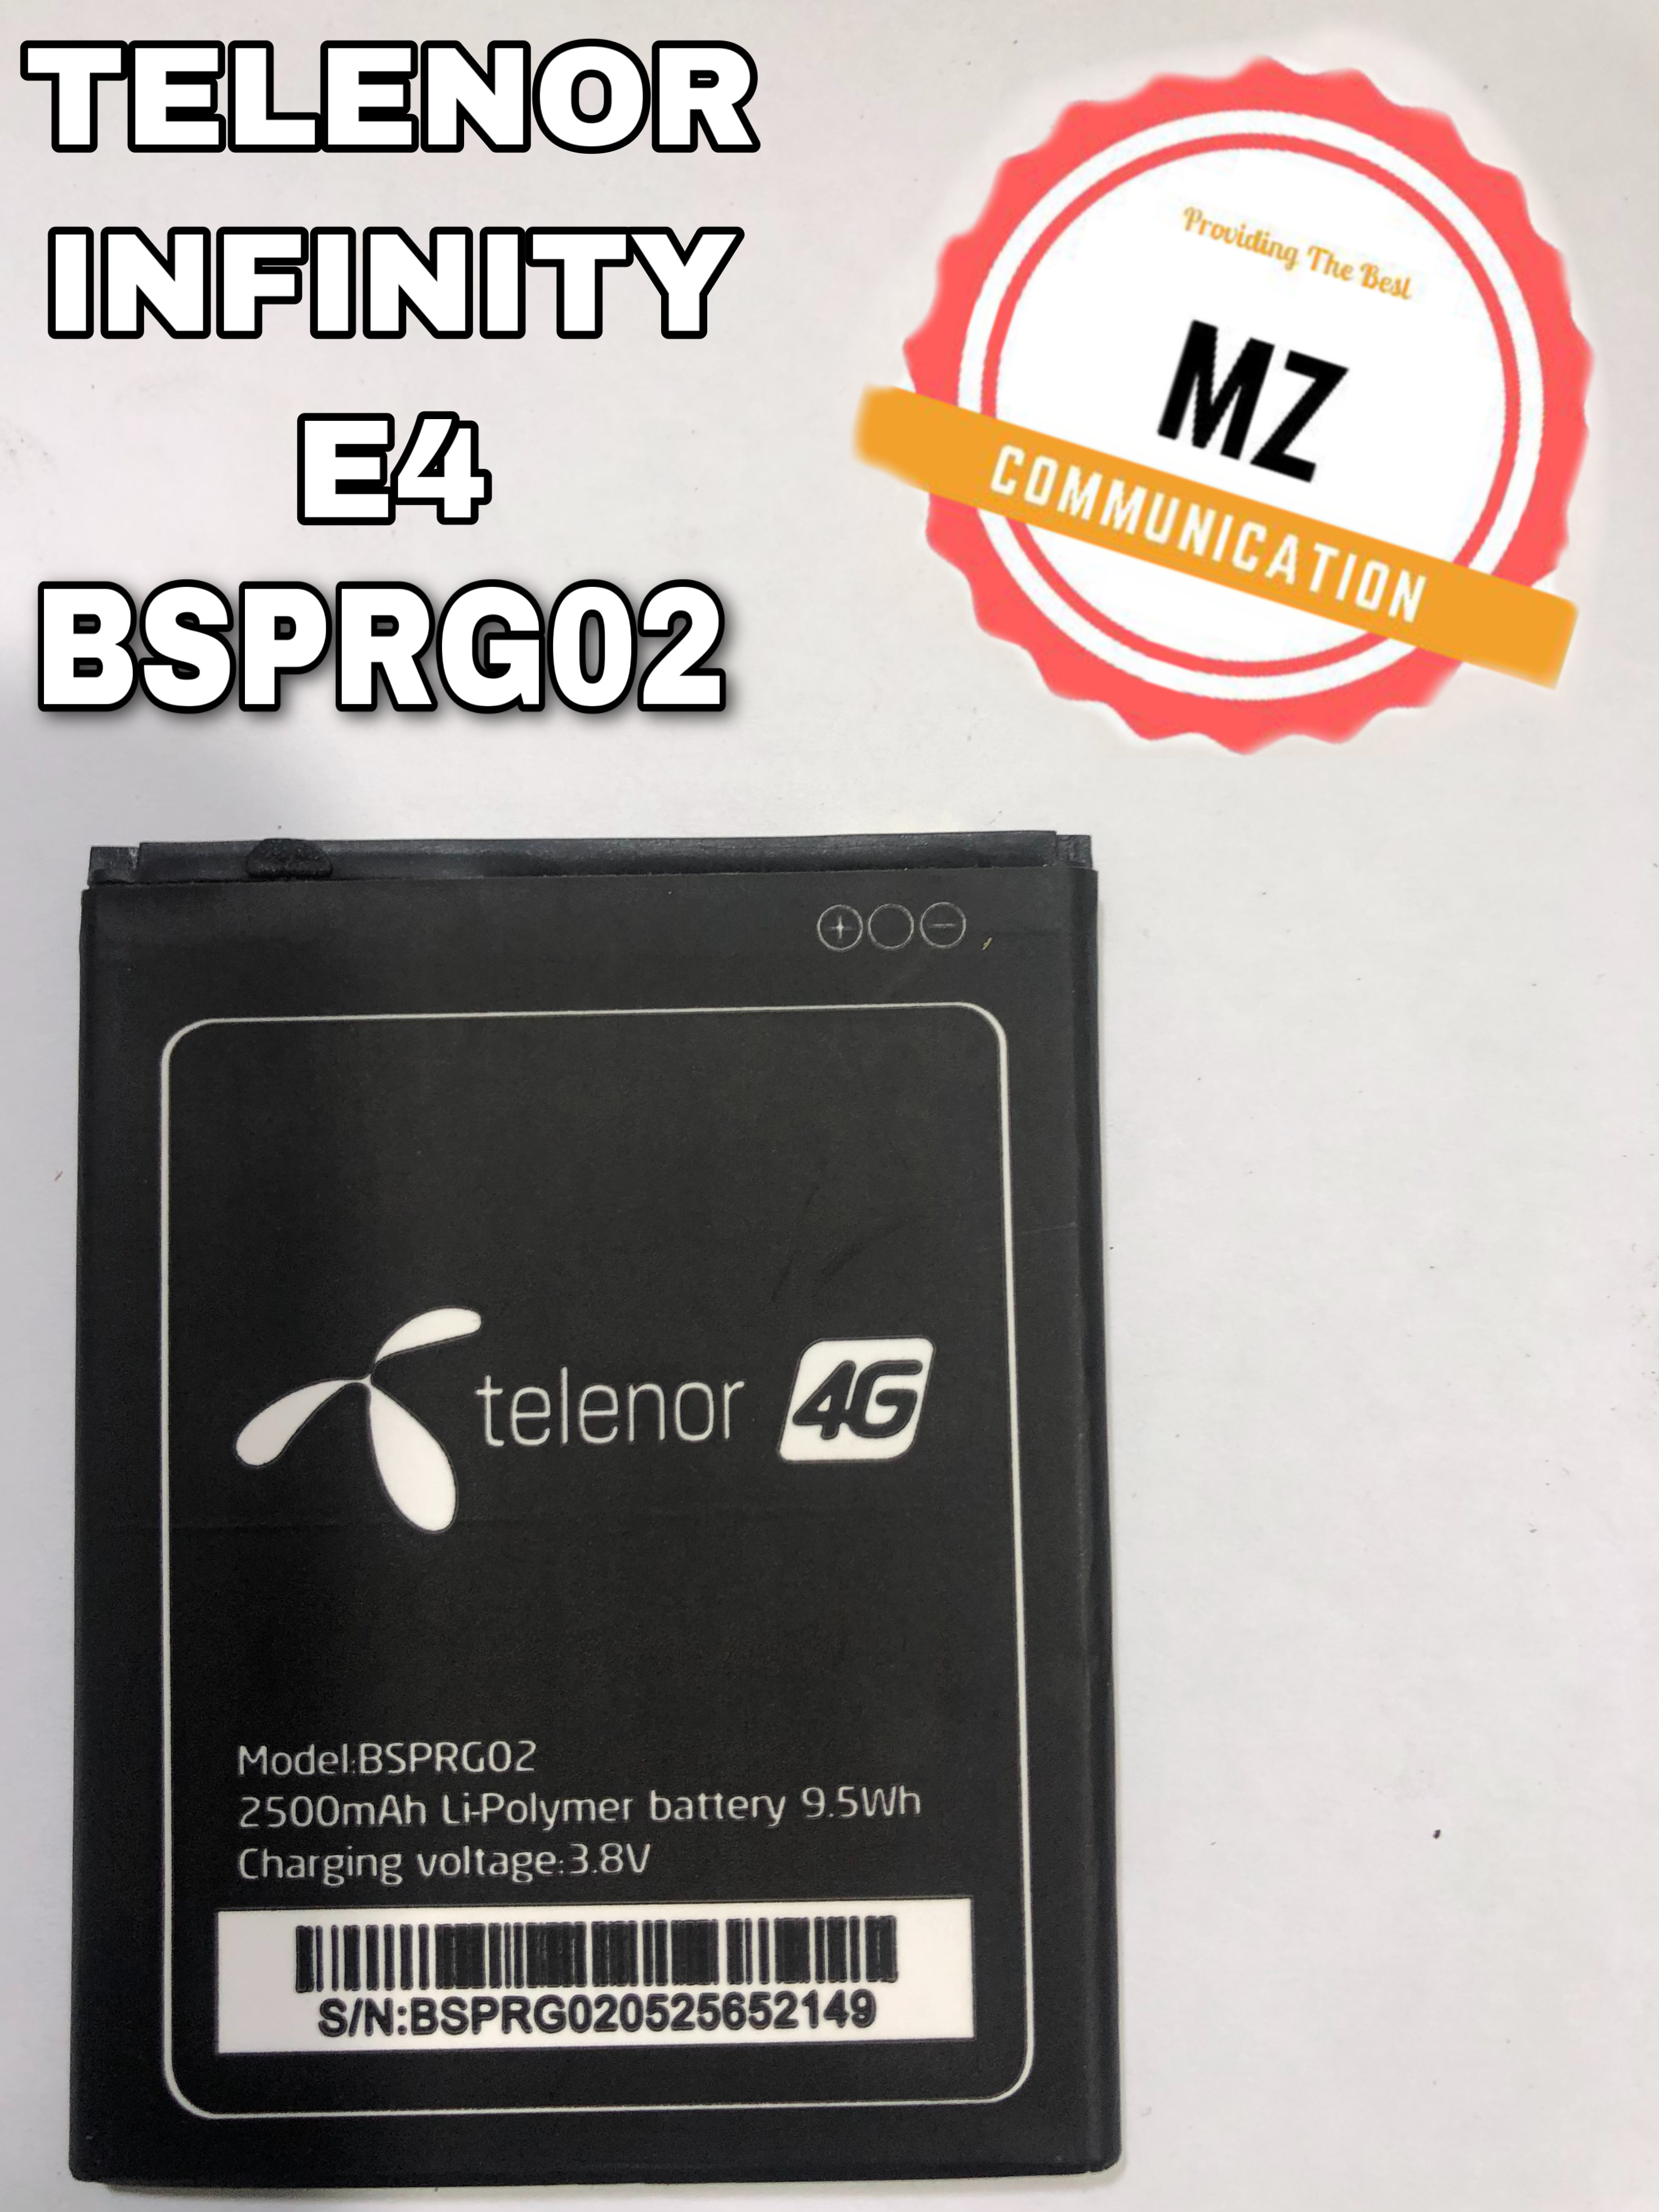 TELENOR
INFINITY
E4
BSPRG02
Providing The Best
MZ
COMMUNICATION
telenor 4G
Model:BSPRG02
2500mAh Li-Polymer battery 9.5Wh
Charging voltage:3.8V
S/N:BSPRG020525652149